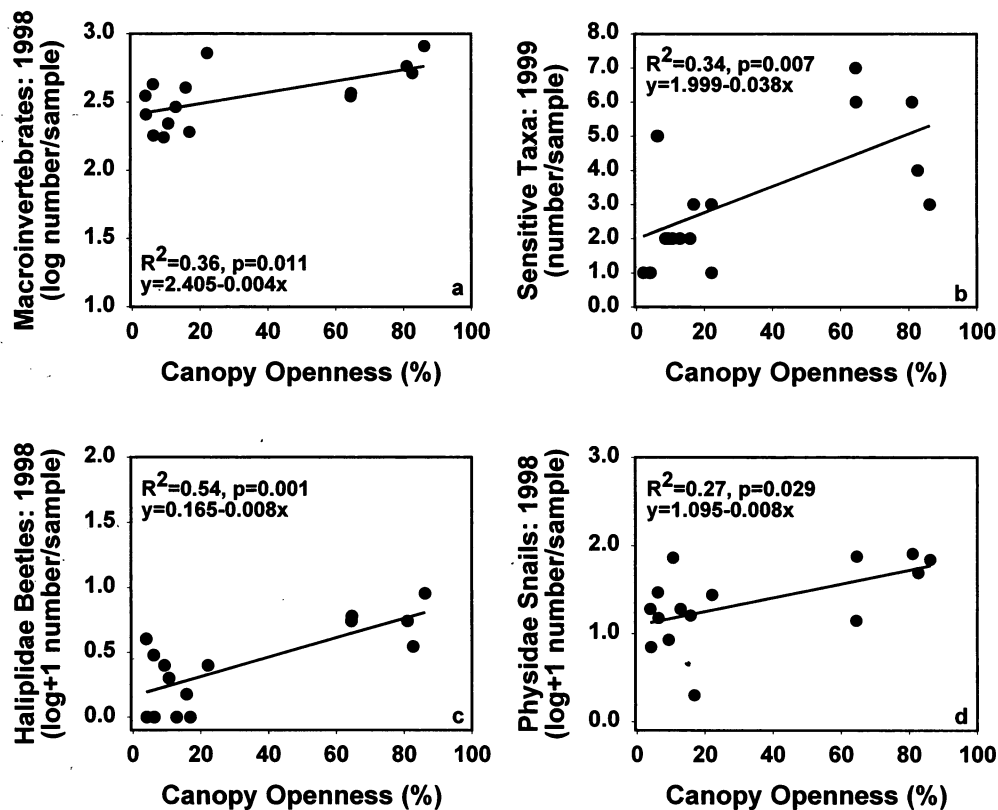 Macroinvertebrates: 1998
(log number/sample)
3.0
2.5
2.0
1.5
1.0
R²=0.36, p=0.011
y=2.405-0.004x
a
0 20 40 60 80 100
Canopy Openness (%)
Sensitive Taxa: 1999
(number/sample)
8.0
7.0
6.0
5.0
4.0
3.0
2.0
1.0
0.0
R²=0.34, p=0.007
y=1.999-0.038x
b
0 20 40 60 80 100
Canopy Openness (%)
Haliplidae Beetles: 1998
(log+1 number/sample)
2.0
1.5
1.0
0.5
0.0
R²=0.54, p=0.001
y=0.165-0.008x
c
0 20 40 60 80 100
Canopy Openness (%)
Physidae Snails: 1998
(log+1 number/sample)
3.0
2.0
1.0
0.0
R²=0.27, p=0.029
y=1.095-0.008x
d
0 20 40 60 80 100
Canopy Openness (%)